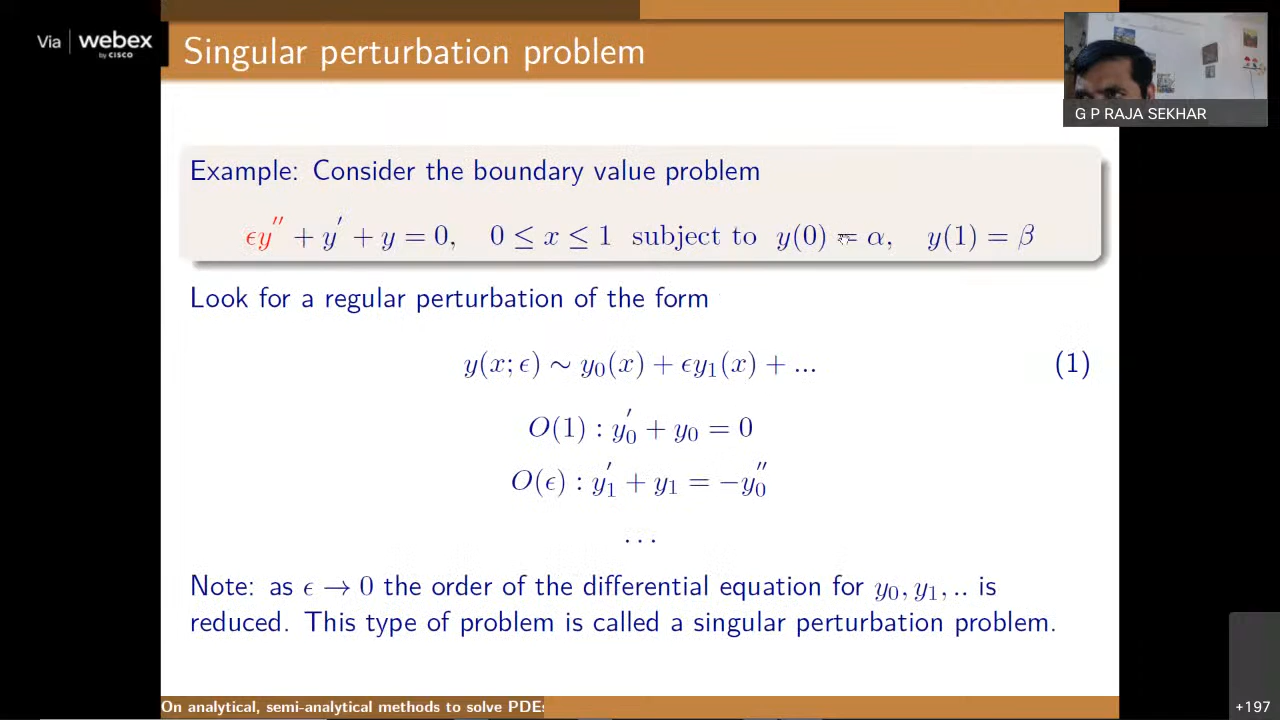 Via | webex
by CISCO
Singular perturbation problem
G P RAJA SEKHAR
Example: Consider the boundary value problem
ϵy'' + y' + y = 0, 0 ≤ x ≤ 1 subject to y(0) = α, y(1) = β
Look for a regular perturbation of the form
y(x; ϵ) ∼ y₀(x) + ϵy₁(x) + ... (1)
O(1) : y₀' + y₀ = 0
O(ϵ) : y₁' + y₁ = −y₀''
...
Note: as ϵ → 0 the order of the differential equation for y₀, y₁, .. is
reduced. This type of problem is called a singular perturbation problem.
On analytical, semi-analytical methods to solve PDEs
+197